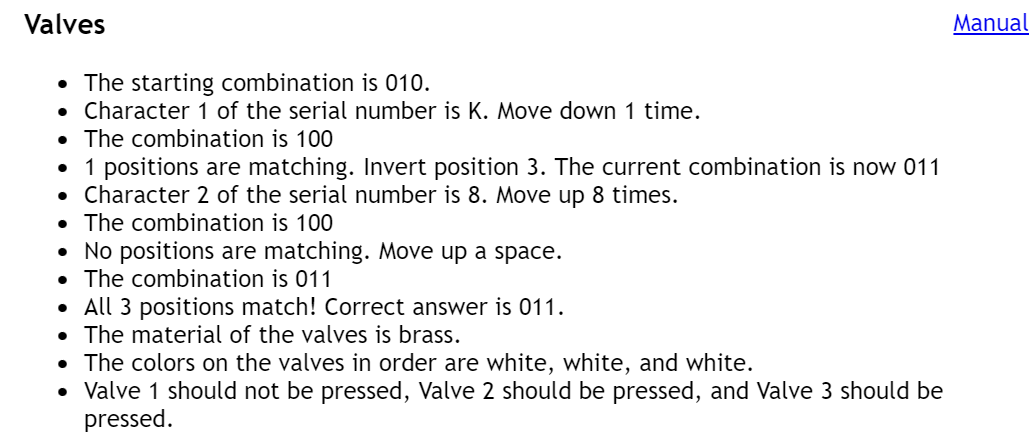 Valves
Manual
• The starting combination is 010.
• Character 1 of the serial number is K. Move down 1 time.
• The combination is 100
• 1 positions are matching. Invert position 3. The current combination is now 011
• Character 2 of the serial number is 8. Move up 8 times.
• The combination is 100
• No positions are matching. Move up a space.
• The combination is 011
• All 3 positions match! Correct answer is 011.
• The material of the valves is brass.
• The colors on the valves in order are white, white, and white.
• Valve 1 should not be pressed, Valve 2 should be pressed, and Valve 3 should be
pressed.